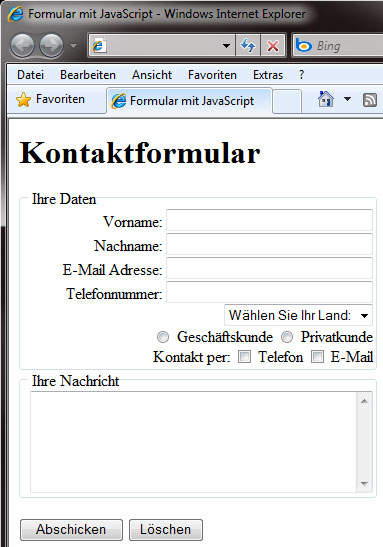 Formular mit JavaScript - Windows Internet Explorer
Bing
Datei Bearbeiten Ansicht Favoriten Extras ?
Favoriten Formular mit JavaScript
Kontaktformular
Ihre Daten
Vorname:
Nachname:
E-Mail Adresse:
Telefonnummer:
Wählen Sie Ihr Land:
Geschäftskunde Privatkunde
Kontakt per: Telefon E-Mail
Ihre Nachricht
Abschicken Löschen